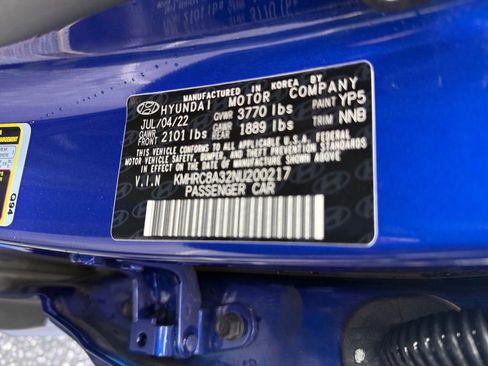 MANUFACTURED IN KOREA BY
HYUNDAI MOTOR COMPANY
JUL/04/22 GVWR 3770 lbs PAINT YP5
GAWR FRONT 2101 lbs GAWR REAR 1889 lbs TRIM NNB
THIS VEHICLE CONFORMS TO ALL APPLICABLE U.S.A. FEDERAL
MOTOR VEHICLE SAFETY, BUMPER, AND THEFT PREVENTION
STANDARDS IN EFFECT ON THE DATE OF MANUFACTURE SHOWN ABOVE.
V.I.N KMHRC8A32NU200217
PASSENGER CAR
Q94